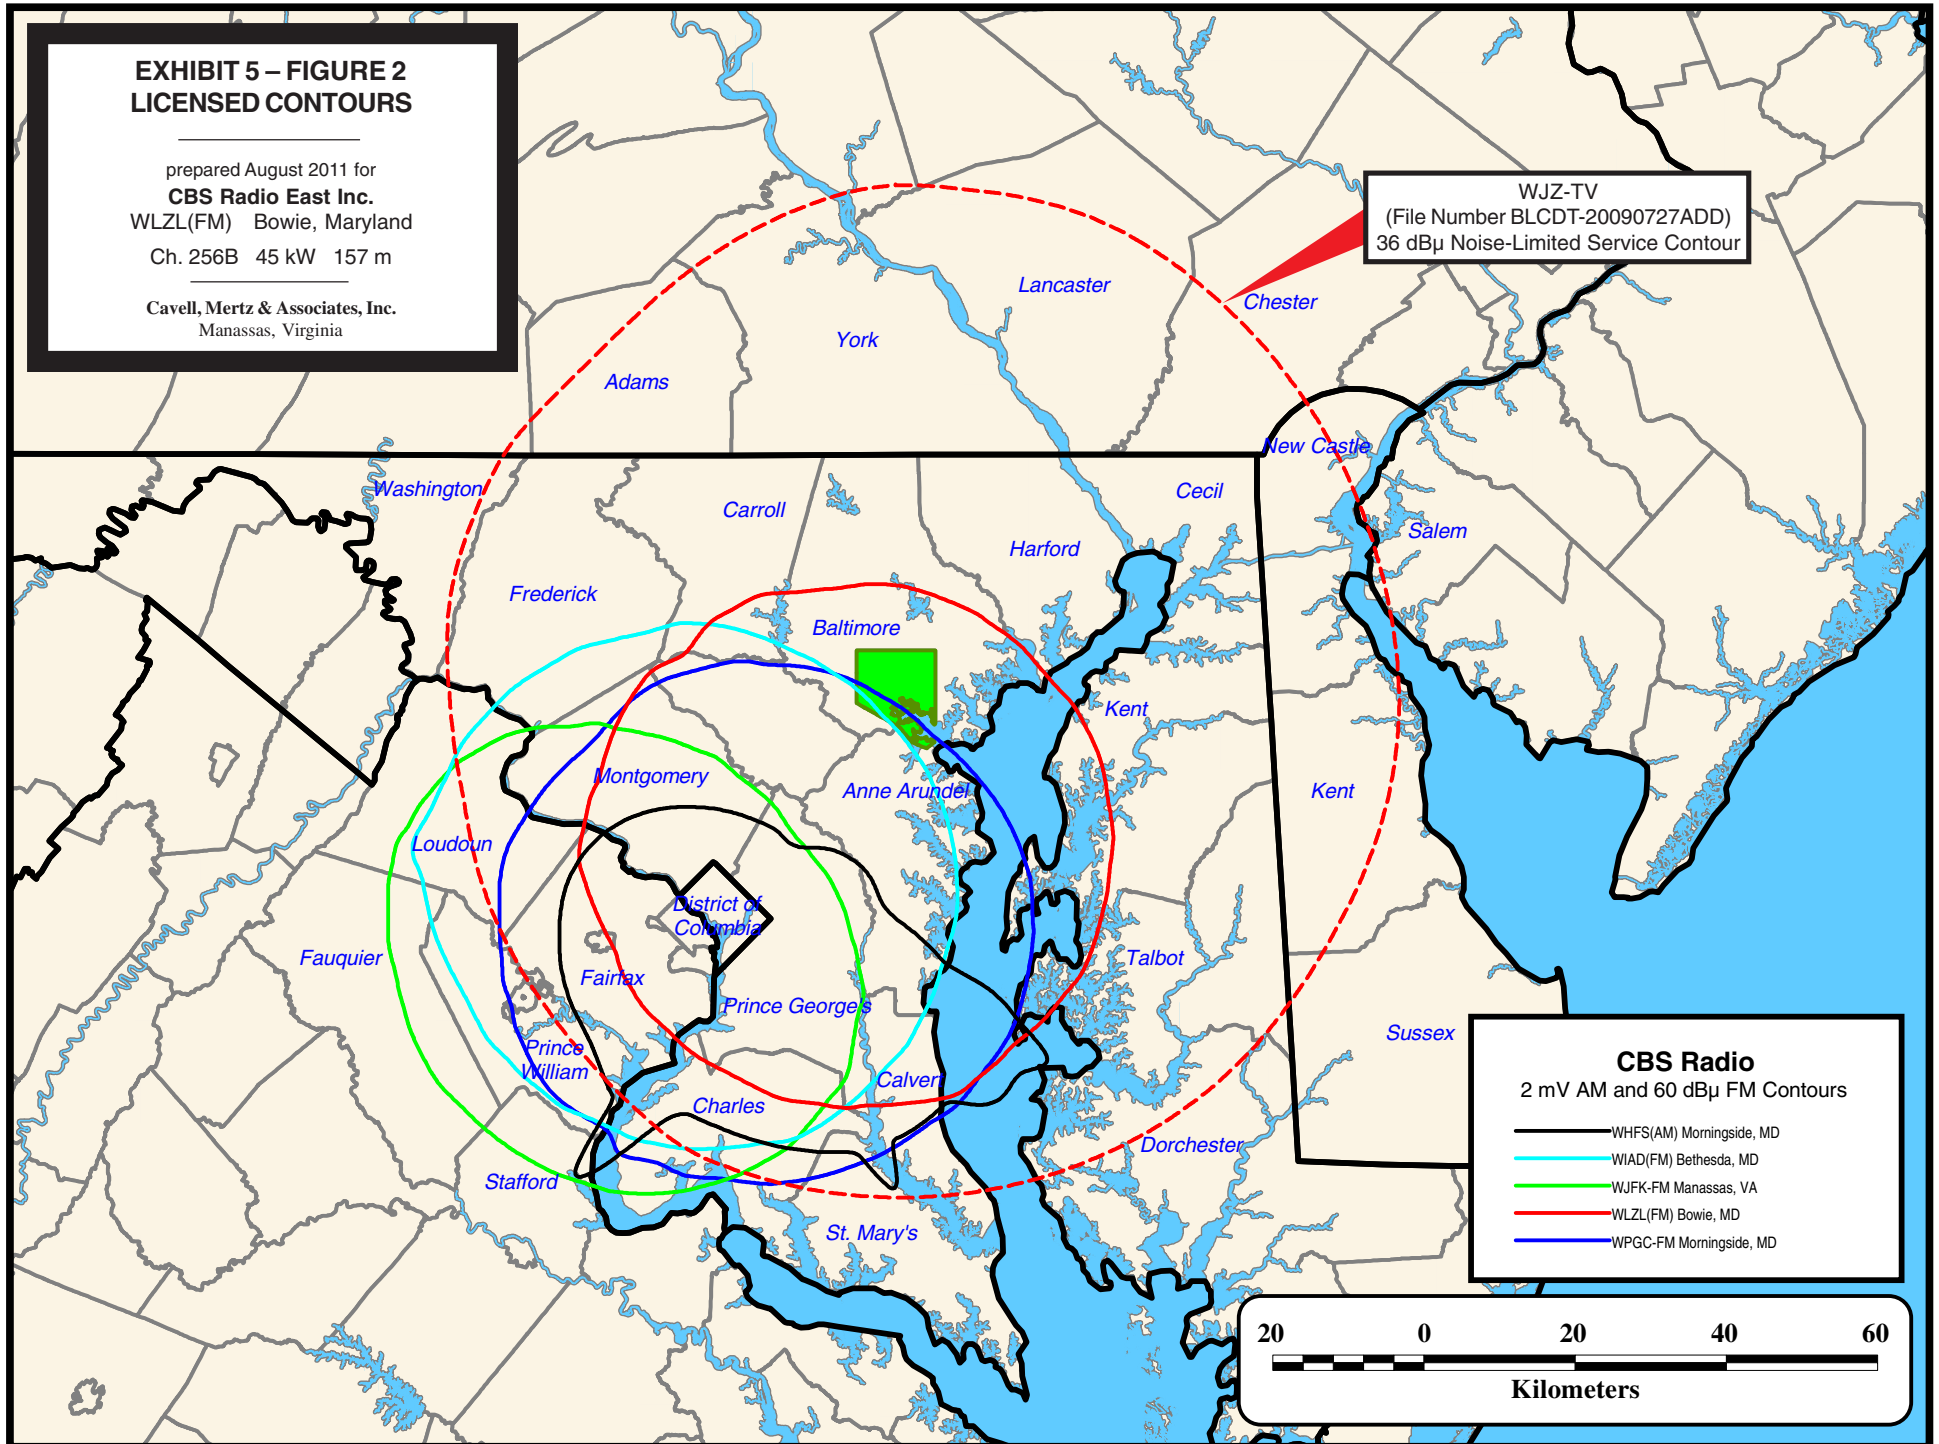 EXHIBIT 5 – FIGURE 2
LICENSED CONTOURS
prepared August 2011 for
CBS Radio East Inc.
WLZL(FM) Bowie, Maryland
Ch. 256B 45 kW 157 m
Cavell, Mertz & Associates, Inc.
Manassas, Virginia
WJZ-TV
(File Number BLCDT-20090727ADD)
36 dBµ Noise-Limited Service Contour
Lancaster
Chester
York
Adams
New Castle
Washington
Carroll
Cecil
Harford
Salem
Frederick
Baltimore
Kent
Montgomery
Anne Arundel
Kent
Loudoun
District of
Columbia
Fauquier
Fairfax
Talbot
Prince George's
Sussex
Prince
William
Calvert
Charles
Dorchester
Stafford
St. Mary's
CBS Radio
2 mV AM and 60 dBµ FM Contours
WHFS(AM) Morningside, MD
WIAD(FM) Bethesda, MD
WJFK-FM Manassas, VA
WLZL(FM) Bowie, MD
WPGC-FM Morningside, MD
20 0 20 40 60
Kilometers